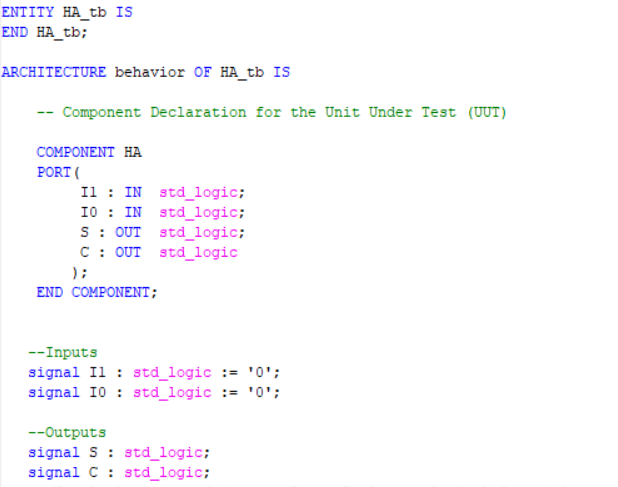 ENTITY HA_tb IS
END HA_tb;
ARCHITECTURE behavior OF HA_tb IS
-- Component Declaration for the Unit Under Test (UUT)
COMPONENT HA
PORT(
I1 : IN std_logic;
I0 : IN std_logic;
S : OUT std_logic;
C : OUT std_logic
);
END COMPONENT;
--Inputs
signal I1 : std_logic := '0';
signal I0 : std_logic := '0';
--Outputs
signal S : std_logic;
signal C : std_logic;